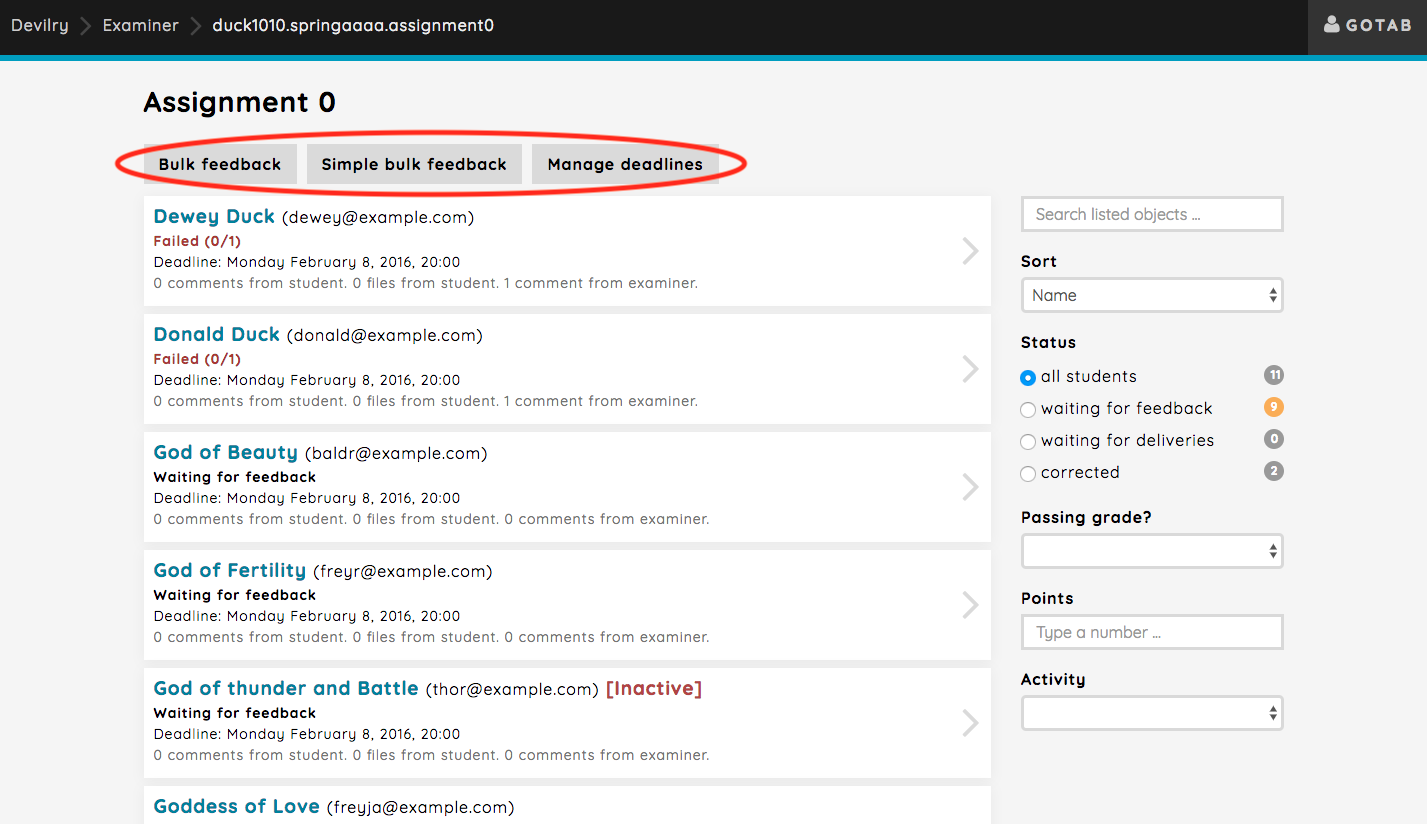 Devilry Examiner duck1010.springaaaa.assignment0 GOTAB
Assignment 0
Bulk feedback Simple bulk feedback Manage deadlines
Dewey Duck (dewey@example.com)
Failed (0/1)
Deadline: Monday February 8, 2016, 20:00
0 comments from student. 0 files from student. 1 comment from examiner.
Donald Duck (donald@example.com)
Failed (0/1)
Deadline: Monday February 8, 2016, 20:00
0 comments from student. 0 files from student. 1 comment from examiner.
God of Beauty (baldr@example.com)
Waiting for feedback
Deadline: Monday February 8, 2016, 20:00
0 comments from student. 0 files from student. 0 comments from examiner.
God of Fertility (freyr@example.com)
Waiting for feedback
Deadline: Monday February 8, 2016, 20:00
0 comments from student. 0 files from student. 0 comments from examiner.
God of thunder and Battle (thor@example.com) [Inactive]
Waiting for feedback
Deadline: Monday February 8, 2016, 20:00
0 comments from student. 0 files from student. 0 comments from examiner.
Goddess of Love (freyja@example.com)
Search listed objects ...
Sort
Name
Status
all students 11
waiting for feedback 9
waiting for deliveries 0
corrected 2
Passing grade?
Points
Type a number ...
Activity